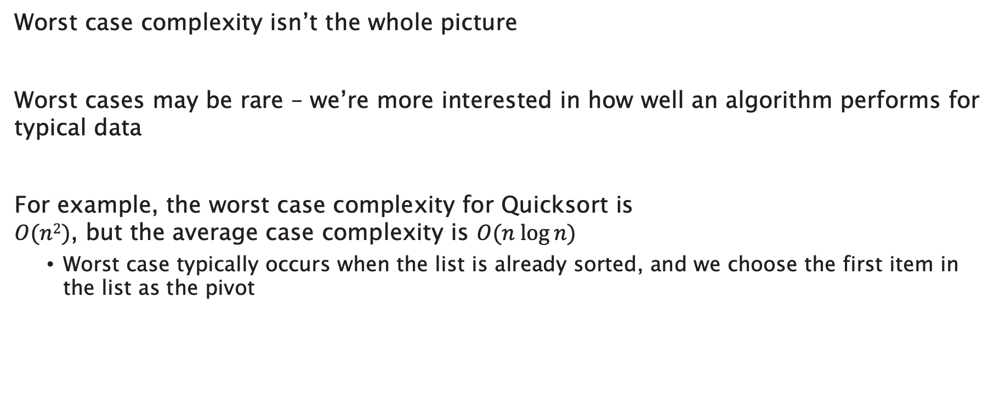 Worst case complexity isn’t the whole picture
Worst cases may be rare – we’re more interested in how well an algorithm performs for
typical data
For example, the worst case complexity for Quicksort is
O(n²), but the average case complexity is O(n log n)
• Worst case typically occurs when the list is already sorted, and we choose the first item in
the list as the pivot